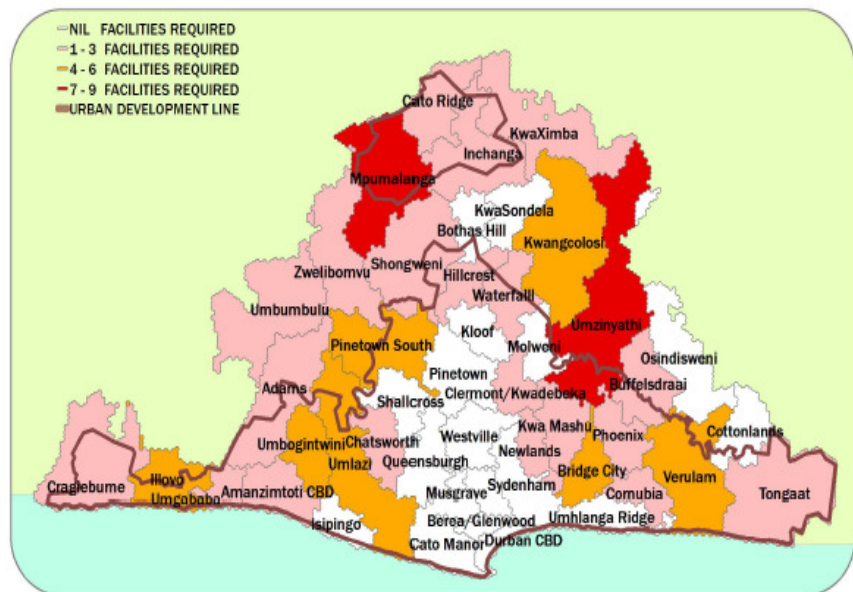 NIL FACILITIES REQUIRED
1 - 3 FACILITIES REQUIRED
4 - 6 FACILITIES REQUIRED
7 - 9 FACILITIES REQUIRED
URBAN DEVELOPMENT LINE
Cato Ridge
KwaXimba
Inchanga
Mpumalanga
KwaSondela
Bothas Hill
Kwangcolosi
Shongweni
Zwelibomvu
Hillcrest
Waterfalll
Umbumbulu
Umzinyathi
Kloof
Molweni
Pinetown South
Osindisweni
Pinetown
Adams
Buffelsdraai
Shallcross
Clermont/Kwadebeka
Kwa Mashu
Phoenix
Cottonlands
Umbogintwini
Chatsworth
Westville
Newlands
Umlazi
Queensburgh
Bridge City
Verulam
Illovo
Craigieburne
Umgobabo
Amanzimtoti CBD
Musgrave
Sydenham
Cornubia
Tongaat
Isipingo
Berea/Glenwood
Umhlanga Ridge
Cato Manor
Durban CBD